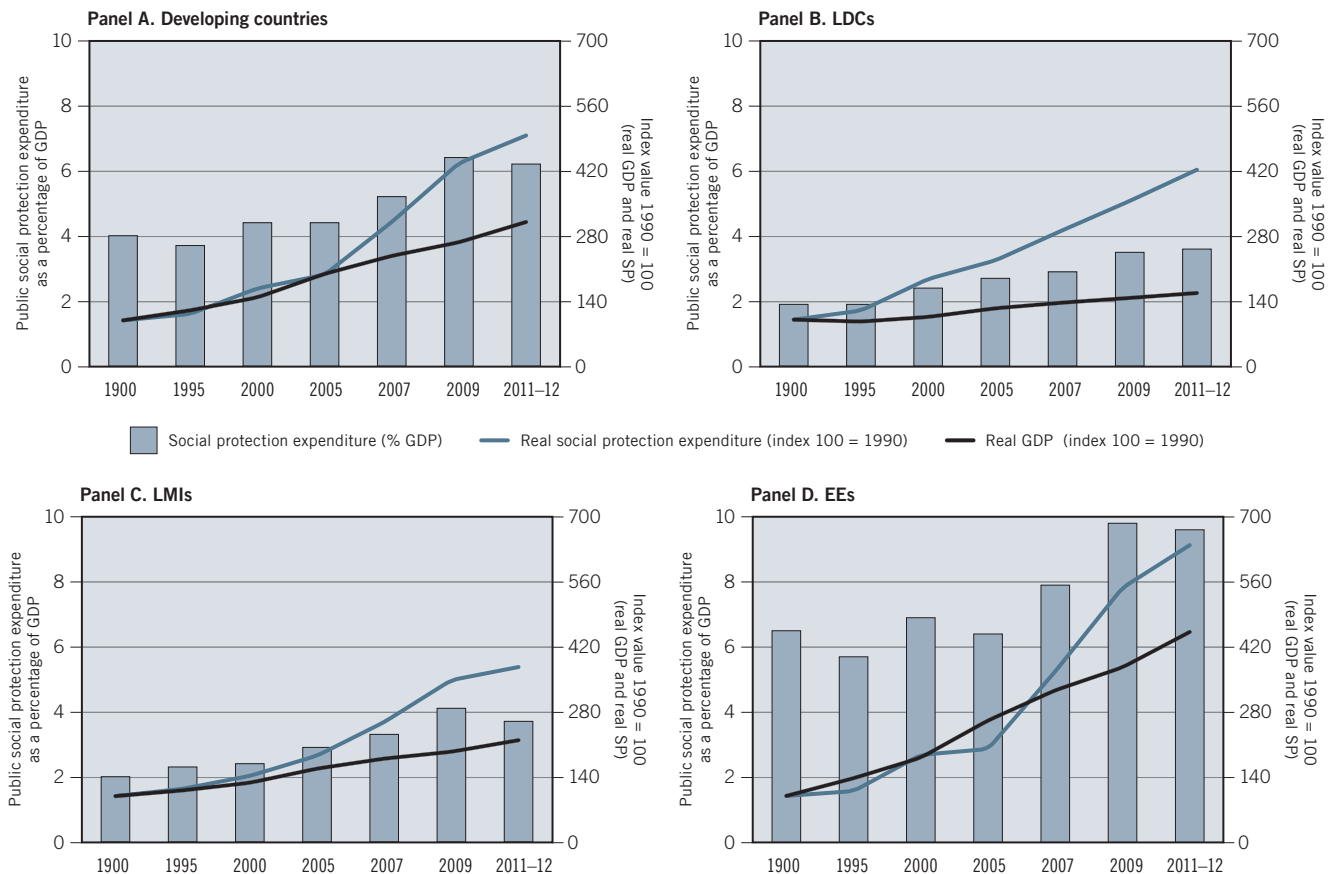 Panel A. Developing countries
Public social protection expenditure
as a percentage of GDP
10
8
6
4
2
0
700
560
420
280
140
0
Index value 1990 = 100
(real GDP and real SP)
1900 1995 2000 2005 2007 2009 2011–12
Panel B. LDCs
Public social protection expenditure
as a percentage of GDP
10
8
6
4
2
0
700
560
420
280
140
0
Index value 1990 = 100
(real GDP and real SP)
1900 1995 2000 2005 2007 2009 2011–12
Social protection expenditure (% GDP) Real social protection expenditure (index 100 = 1990) Real GDP (index 100 = 1990)
Panel C. LMIs
Public social protection expenditure
as a percentage of GDP
10
8
6
4
2
0
700
560
420
280
140
0
Index value 1990 = 100
(real GDP and real SP)
1900 1995 2000 2005 2007 2009 2011–12
Panel D. EEs
Public social protection expenditure
as a percentage of GDP
10
8
6
4
2
0
700
560
420
280
140
0
Index value 1990 = 100
(real GDP and real SP)
1900 1995 2000 2005 2007 2009 2011–12